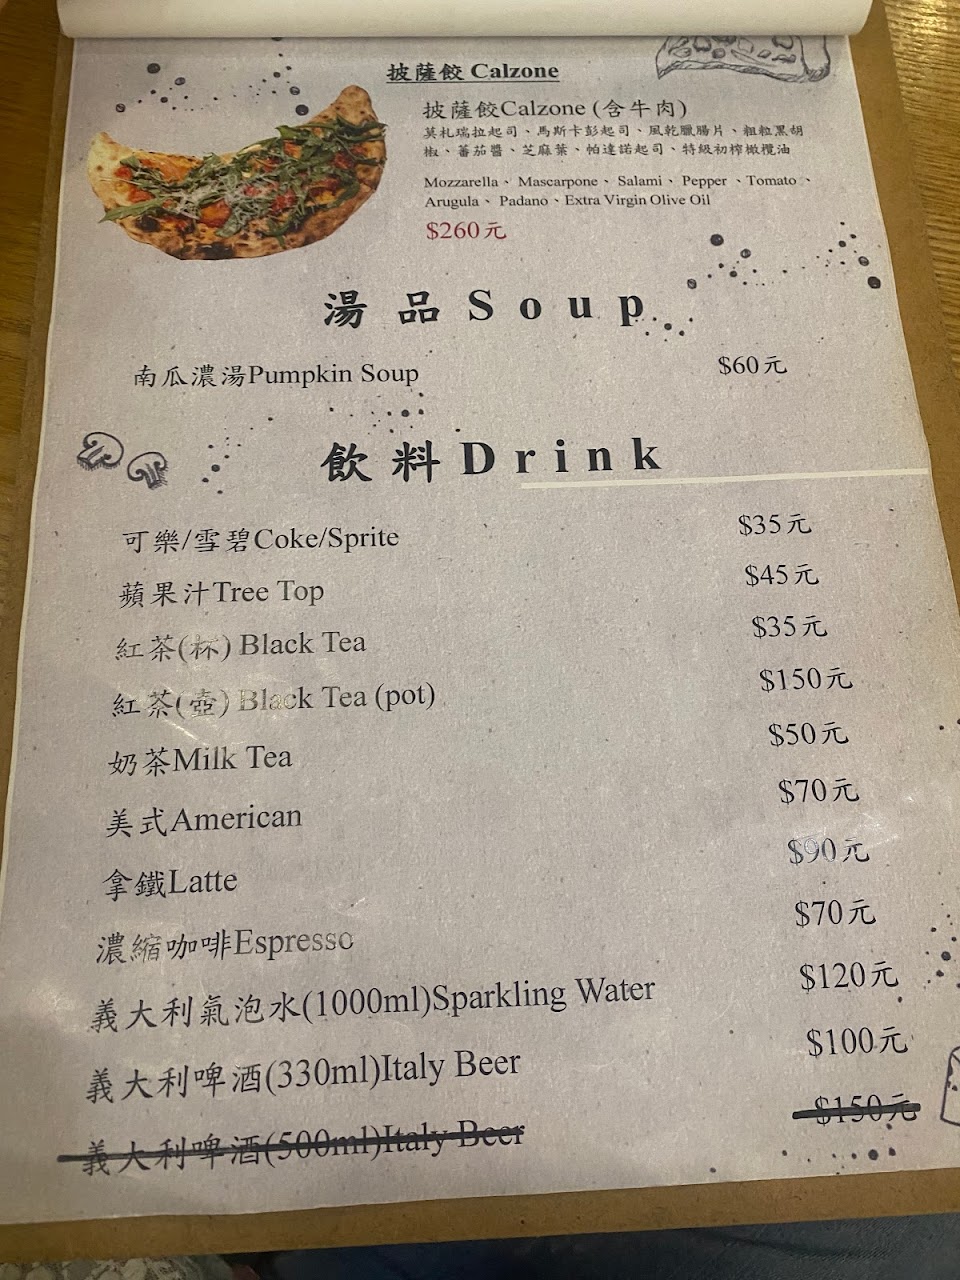 披薩餃 Calzone
披薩餃Calzone (含牛肉)
莫札瑞拉起司、馬斯卡彭起司、風乾臘腸片、粗粒黑胡
椒、蕃茄醬、芝麻葉、帕達諾起司、特級初榨橄欖油
Mozzarella、Mascarpone、Salami、Pepper、Tomato、
Arugula、Padano、Extra Virgin Olive Oil
$260元
湯品Soup
南瓜濃湯Pumpkin Soup $60元
飲料Drink
可樂/雪碧Coke/Sprite $35元
蘋果汁Tree Top $45元
紅茶(杯) Black Tea $35元
紅茶(壺) Black Tea (pot) $150元
奶茶Milk Tea $50元
美式American $70元
拿鐵Latte $90元
濃縮咖啡Espresso $70元
義大利氣泡水(1000ml)Sparkling Water $120元
義大利啤酒(330ml)Italy Beer $100元
義大利啤酒(500ml)Italy Beer $150元